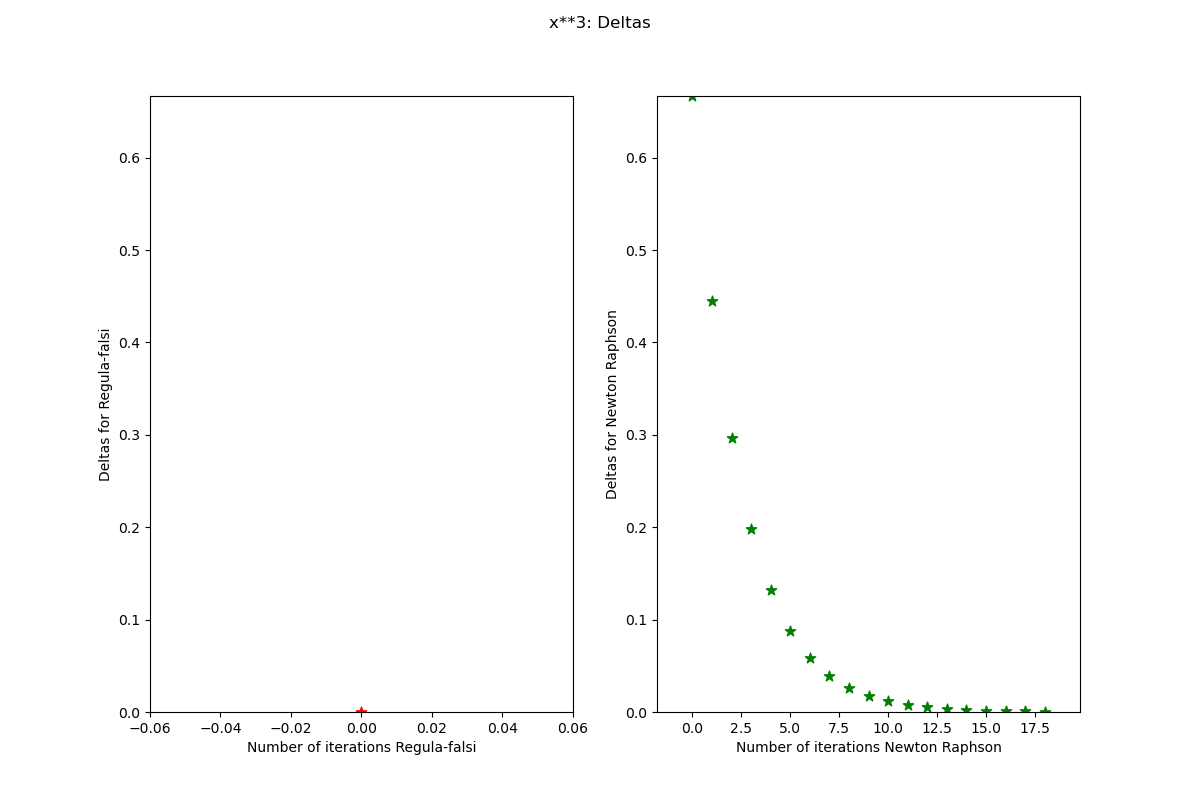 x**3: Deltas
Deltas for Regula-falsi
0.6
0.5
0.4
0.3
0.2
0.1
0.0
−0.06 −0.04 −0.02 0.00 0.02 0.04 0.06
Number of iterations Regula-falsi
Deltas for Newton Raphson
0.6
0.5
0.4
0.3
0.2
0.1
0.0
0.0 2.5 5.0 7.5 10.0 12.5 15.0 17.5
Number of iterations Newton Raphson